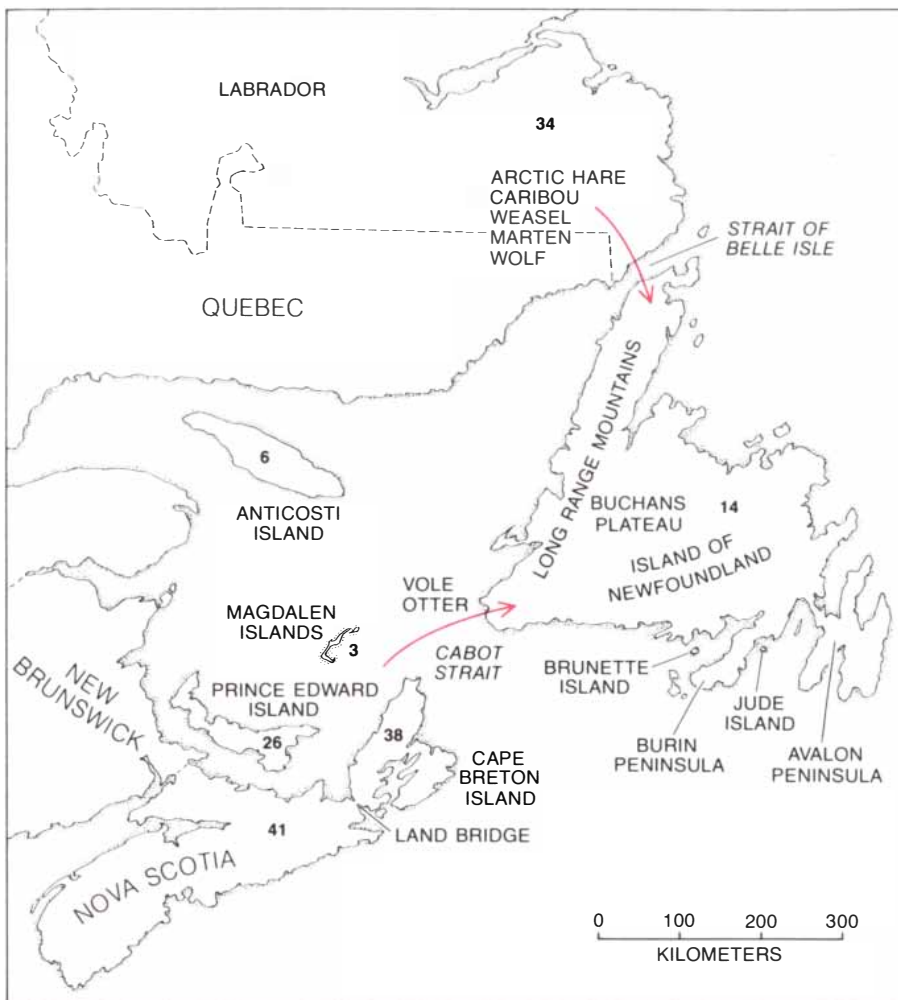 LABRADOR
34
ARCTIC HARE
CARIBOU
WEASEL
MARTEN
WOLF
STRAIT OF
BELLE ISLE
QUEBEC
LONG RANGE MOUNTAINS
6
ANTICOSTI
ISLAND
BUCHANS
PLATEAU
14
ISLAND OF
NEWFOUNDLAND
VOLE
OTTER
MAGDALEN
ISLANDS
3
CABOT
STRAIT
NEW
BRUNSWICK
PRINCE EDWARD
ISLAND
26
38
CAPE
BRETON
ISLAND
BRUNETTE
ISLAND
JUDE
ISLAND
BURIN
PENINSULA
AVALON
PENINSULA
41
LAND BRIDGE
NOVA SCOTIA
0 100 200 300
KILOMETERS